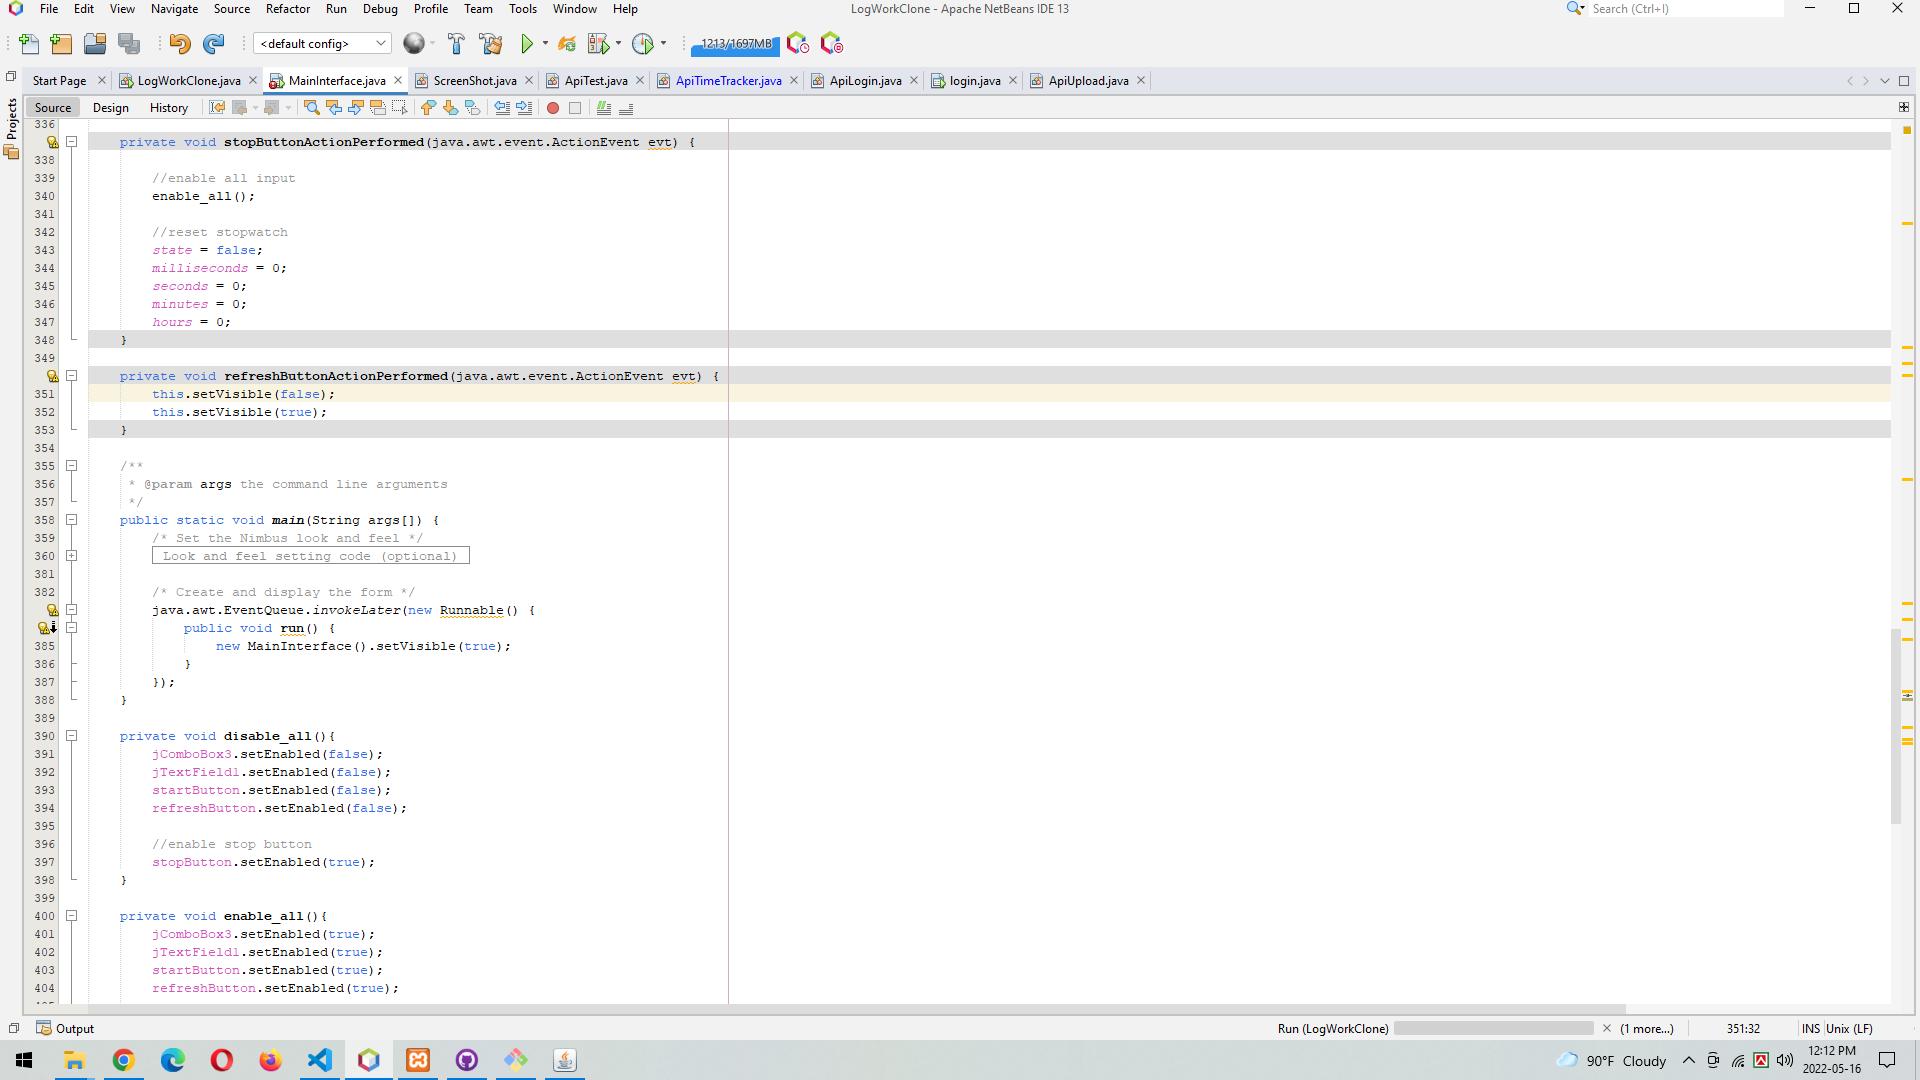 File Edit View Navigate Source Refactor Run Debug Profile Team Tools Window Help LogWorkClone - Apache NetBeans IDE 13 Search (Ctrl+I)
<default config> 1213/1697MB
Start Page LogWorkClone.java MainInterface.java ScreenShot.java ApiTest.java ApiTimeTracker.java ApiLogin.java login.java ApiUpload.java
Source Design History
Projects
336
private void stopButtonActionPerformed(java.awt.event.ActionEvent evt) {
338
339 //enable all input
340 enable_all();
341
342 //reset stopwatch
343 state = false;
344 milliseconds = 0;
345 seconds = 0;
346 minutes = 0;
347 hours = 0;
348 }
349
private void refreshButtonActionPerformed(java.awt.event.ActionEvent evt) {
351 this.setVisible(false);
352 this.setVisible(true);
353 }
354
355 /**
356 * @param args the command line arguments
357 */
358 public static void main(String args[]) {
359 /* Set the Nimbus look and feel */
360 Look and feel setting code (optional)
381
382 /* Create and display the form */
java.awt.EventQueue.invokeLater(new Runnable() {
public void run() {
385 new MainInterface().setVisible(true);
386 }
387 });
388 }
389
390 private void disable_all(){
391 jComboBox3.setEnabled(false);
392 jTextField1.setEnabled(false);
393 startButton.setEnabled(false);
394 refreshButton.setEnabled(false);
395
396 //enable stop button
397 stopButton.setEnabled(true);
398 }
399
400 private void enable_all(){
401 jComboBox3.setEnabled(true);
402 jTextField1.setEnabled(true);
403 startButton.setEnabled(true);
404 refreshButton.setEnabled(true);
Output Run (LogWorkClone) (1 more...) 351:32 INS Unix (LF)
90°F Cloudy 12:12 PM
2022-05-16